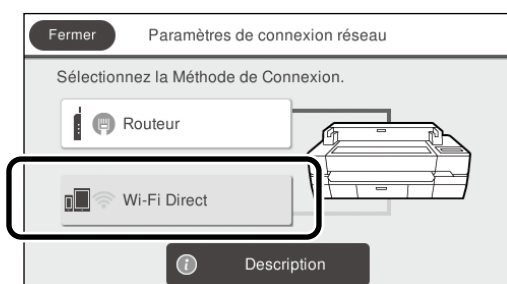 Fermer Paramètres de connexion réseau
Sélectionnez la Méthode de Connexion.
Routeur
Wi-Fi Direct
Description